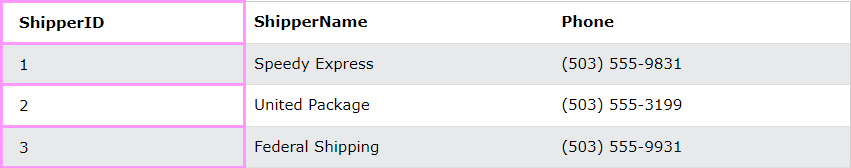 ShipperID ShipperName Phone
1 Speedy Express (503) 555-9831
2 United Package (503) 555-3199
3 Federal Shipping (503) 555-9931